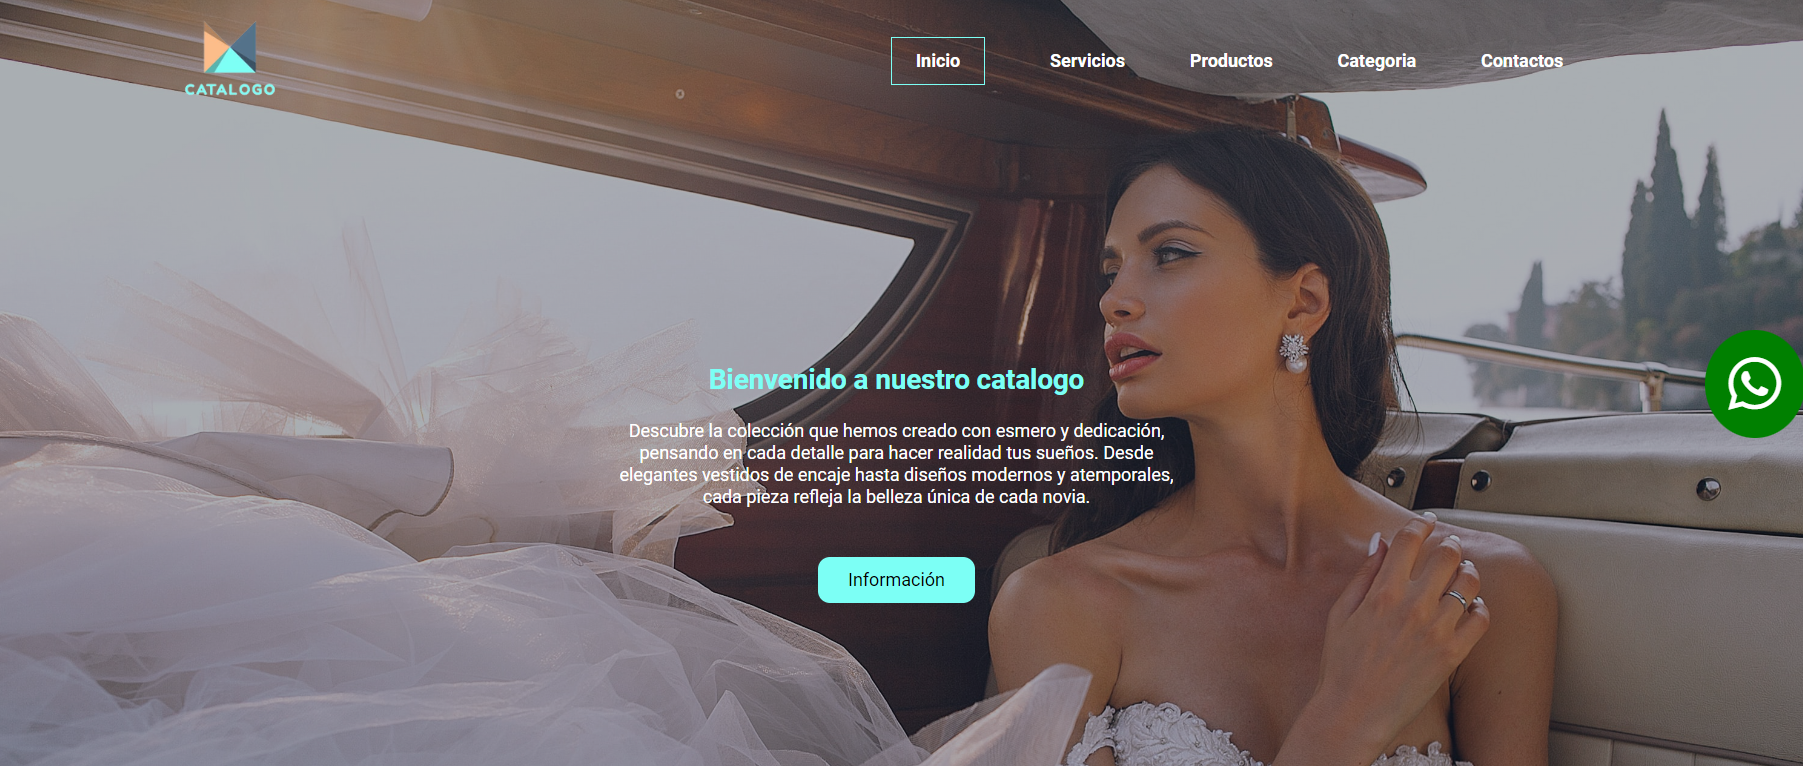 CATALOGO
Inicio
Servicios
Productos
Categoria
Contactos
Bienvenido a nuestro catalogo
Descubre la colección que hemos creado con esmero y dedicación,
pensando en cada detalle para hacer realidad tus sueños. Desde
elegantes vestidos de encaje hasta diseños modernos y atemporales,
cada pieza refleja la belleza única de cada novia.
Información